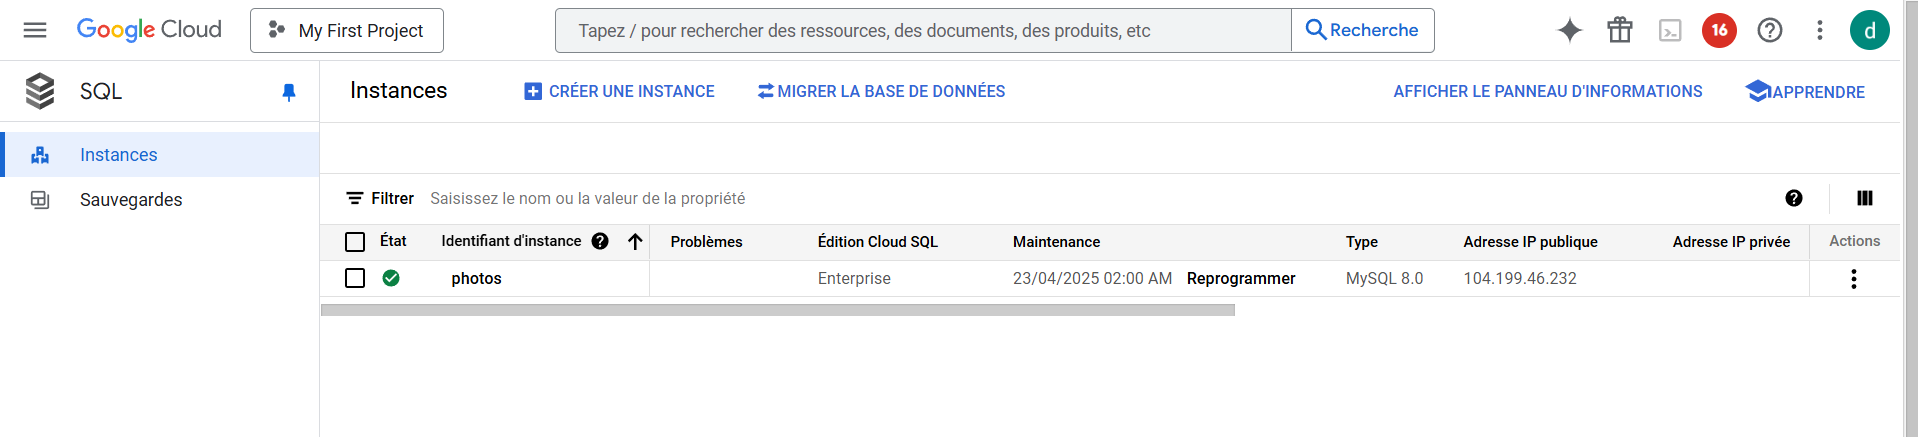 Google Cloud
My First Project
Tapez / pour rechercher des ressources, des documents, des produits, etc
Recherche
16
d
SQL
Instances
CRÉER UNE INSTANCE
MIGRER LA BASE DE DONNÉES
AFFICHER LE PANNEAU D'INFORMATIONS
APPRENDRE
Instances
Sauvegardes
Filtrer Saisissez le nom ou la valeur de la propriété
État Identifiant d'instance Problèmes Édition Cloud SQL Maintenance Type Adresse IP publique Adresse IP privée Actions
photos Enterprise 23/04/2025 02:00 AM Reprogrammer MySQL 8.0 104.199.46.232